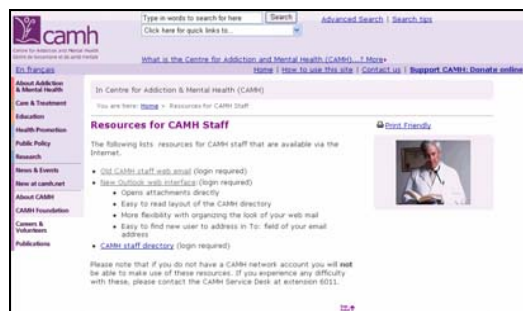 camh
Centre for Addiction and Mental Health
Centre de toxicomanie et de santé mentale
Type in words to search for here
Search
Advanced Search | Search tips
Click here for quick links to...
What is the Centre for Addiction and Mental Health (CAMH)...? More›
En français
Home | How to use this site | Contact us | Support CAMH: Donate online
About Addiction
& Mental Health
Care & Treatment
Education
Health Promotion
Public Policy
Research
News & Events
New at camh.net
About CAMH
CAMH Foundation
Careers &
Volunteers
Publications
In Centre for Addiction & Mental Health (CAMH)
You are here: Home > Resources for CAMH Staff
Resources for CAMH Staff
Print Friendly
The following lists resources for CAMH staff that are available via the
Internet.
Old CAMH staff web email (login required)
New Outlook web interface: (login required)
Opens attachments directly
Easy to read layout of the CAMH directory
More flexibility with organizing the look of your web mail
Easy to find new user to address in To: field of your email
address
CAMH staff directory (login required)
Please note that if you do not have a CAMH network account you will not
be able to make use of these resources. If you experience any difficulty
with these, please contact the CAMH Service Desk at extension 6011.